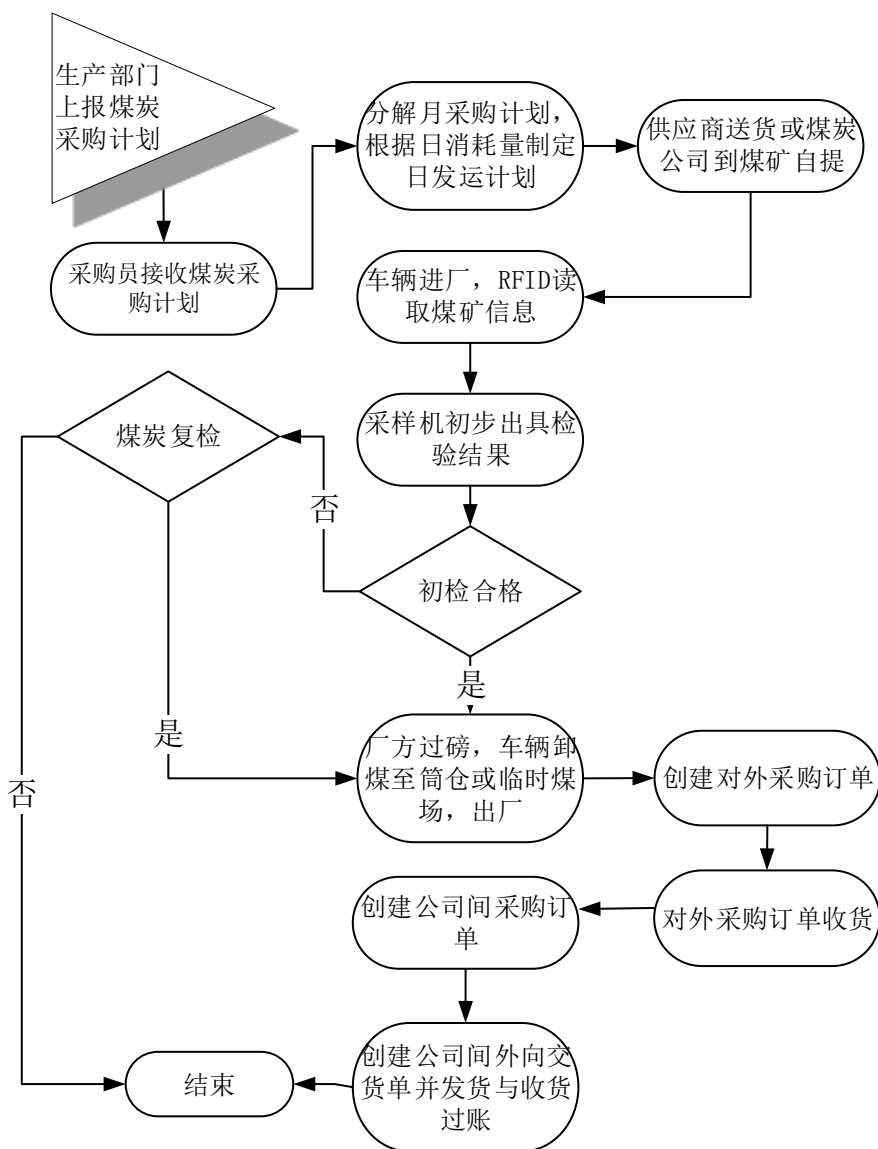 生产部门
上报煤炭
采购计划
采购员接收煤炭采
购计划
分解月采购计划，
根据日消耗量制定
日发运计划
供应商送货或煤炭
公司到煤矿自提
车辆进厂，RFID读
取煤矿信息
采样机初步出具检
验结果
初检合格
否
煤炭复检
是
是
否
厂方过磅，车辆卸
煤至筒仓或临时煤
场，出厂
创建对外采购订单
对外采购订单收货
创建公司间采购订
单
创建公司间外向交
货单并发货与收货
过账
结束